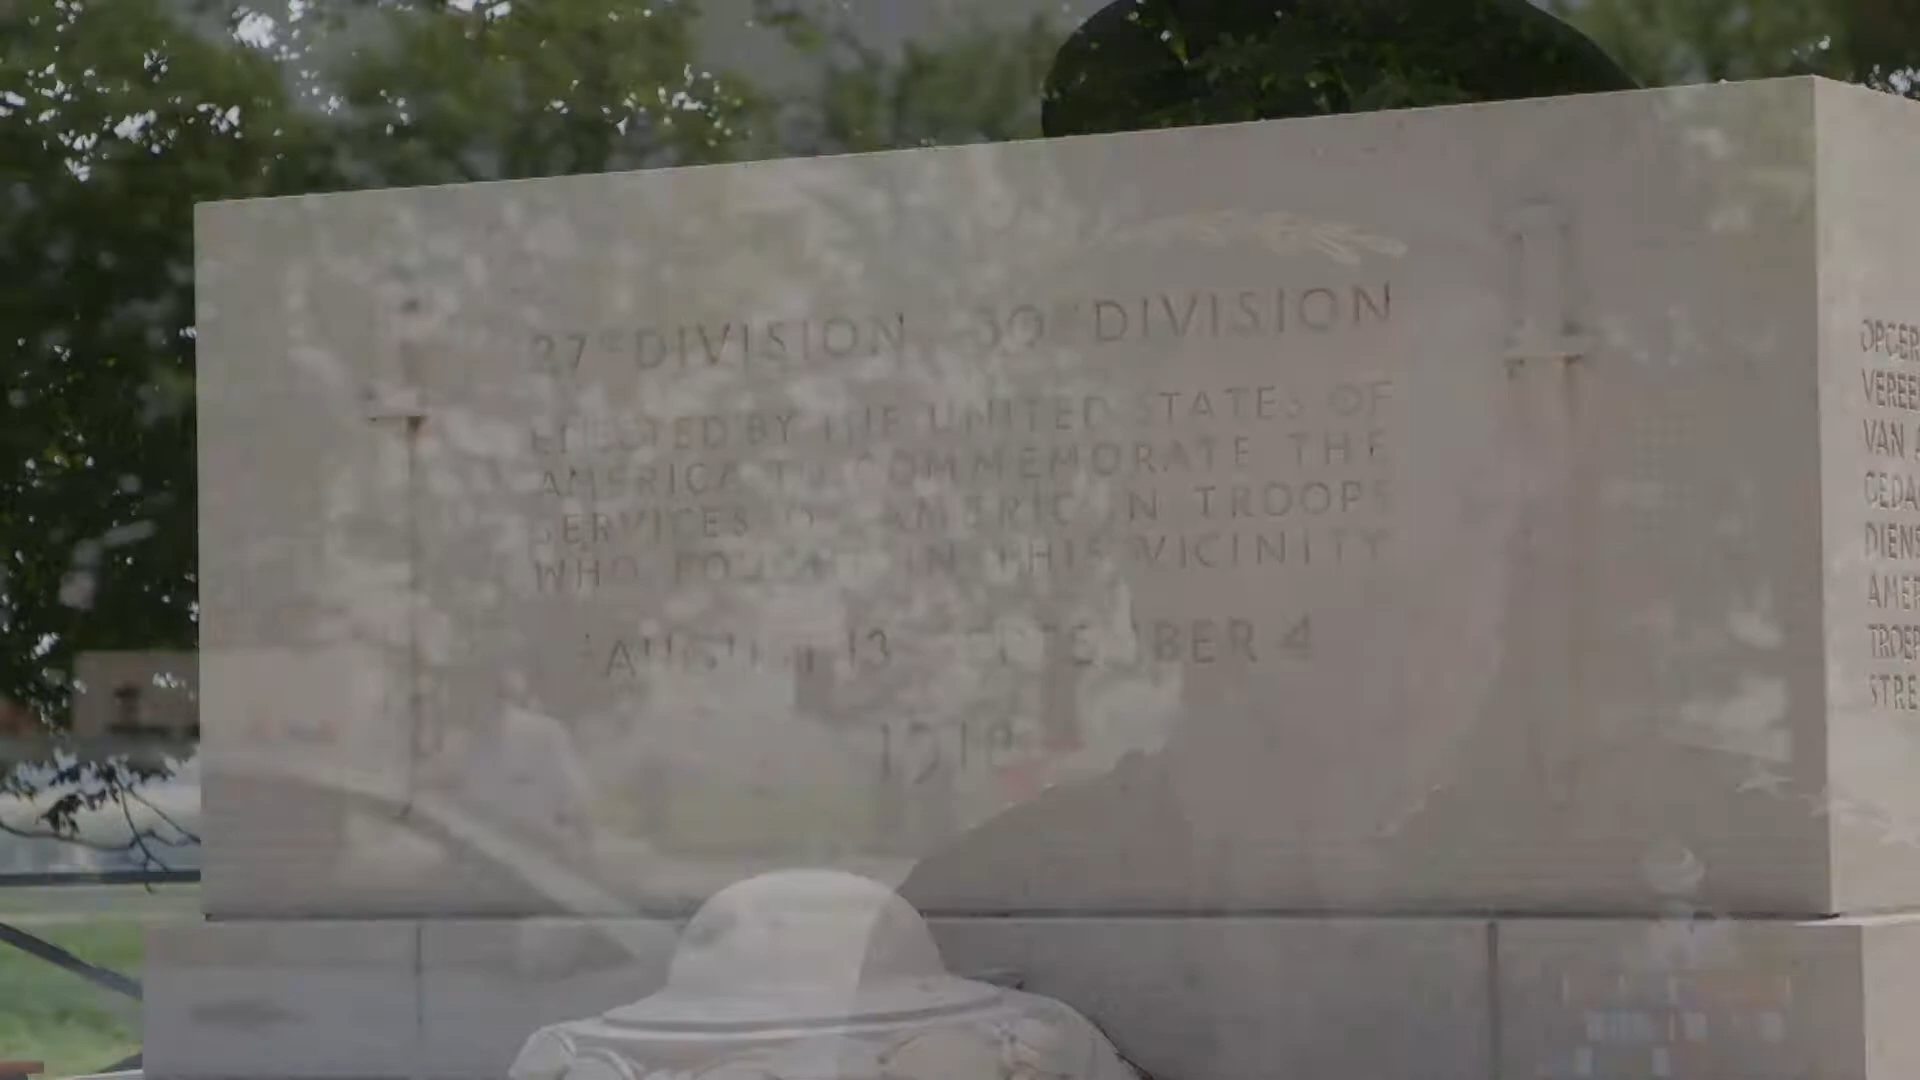 27TH DIVISION 30TH DIVISION
ERECTED BY THE UNITED STATES OF
AMERICA TO COMMEMORATE THE
SERVICES OF AMERICAN TROOPS
WHO FOUGHT IN THIS VICINITY
AUGUST 13 SEPTEMBER 4
1918
VAN